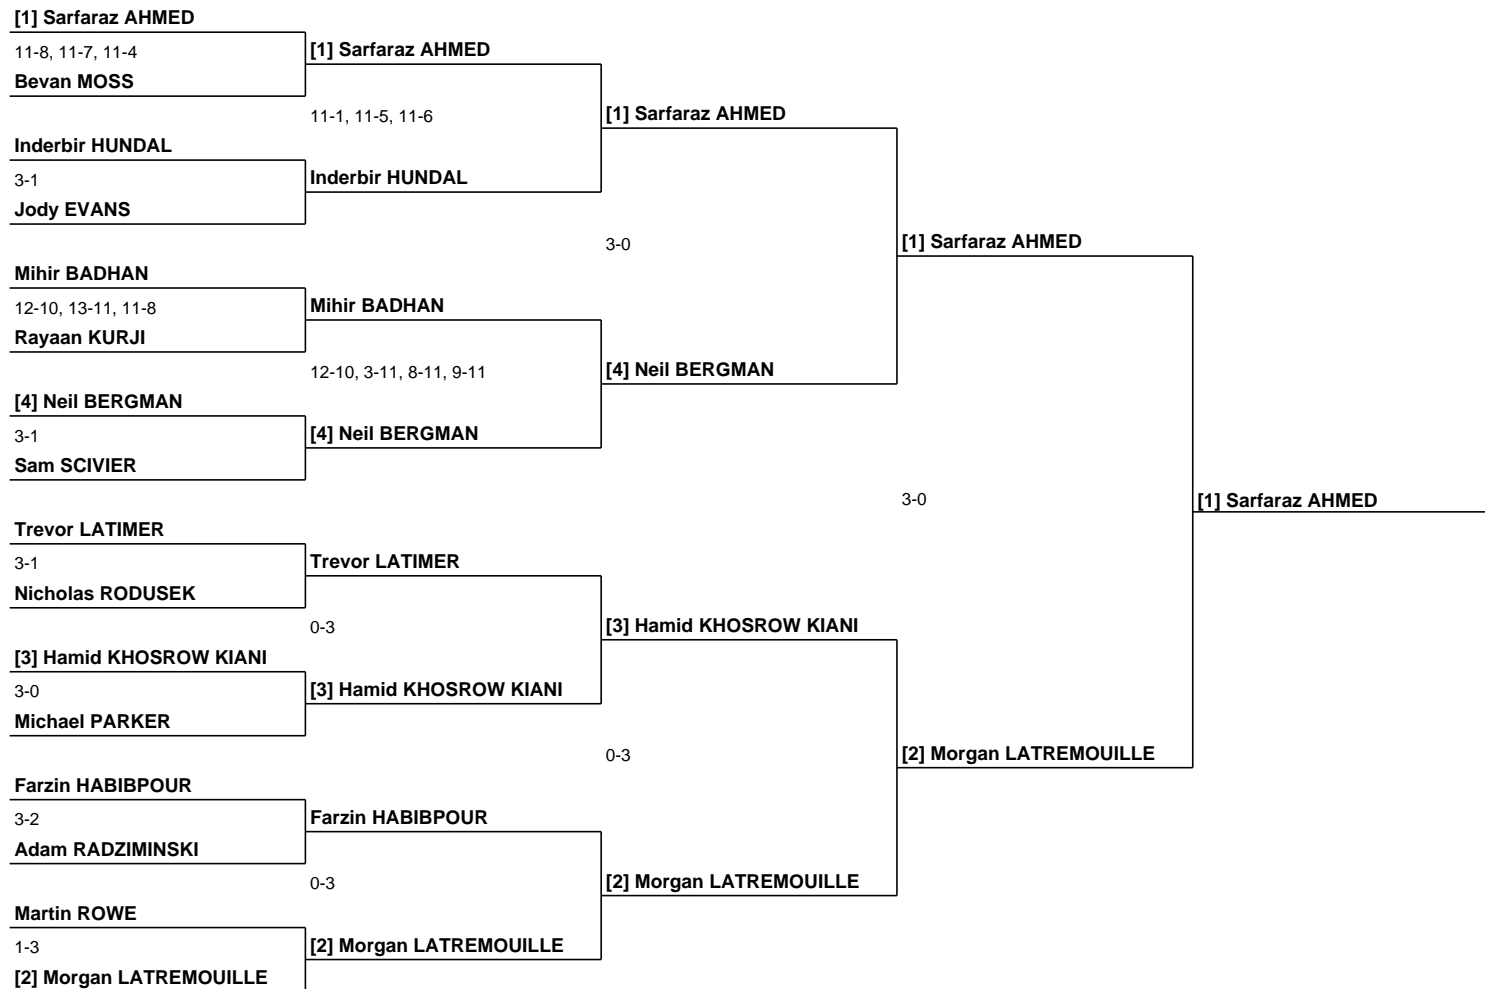 [1] Sarfaraz AHMED
11-8, 11-7, 11-4
Bevan MOSS
Inderbir HUNDAL
3-1
Jody EVANS
Mihir BADHAN
12-10, 13-11, 11-8
Rayaan KURJI
[4] Neil BERGMAN
3-1
Sam SCIVIER
Trevor LATIMER
3-1
Nicholas RODUSEK
[3] Hamid KHOSROW KIANI
3-0
Michael PARKER
Farzin HABIBPOUR
3-2
Adam RADZIMINSKI
Martin ROWE
1-3
[2] Morgan LATREMOUILLE
[1] Sarfaraz AHMED
11-1, 11-5, 11-6
Inderbir HUNDAL
Mihir BADHAN
12-10, 3-11, 8-11, 9-11
[4] Neil BERGMAN
Trevor LATIMER
0-3
[3] Hamid KHOSROW KIANI
Farzin HABIBPOUR
0-3
[2] Morgan LATREMOUILLE
[1] Sarfaraz AHMED
3-0
[4] Neil BERGMAN
[3] Hamid KHOSROW KIANI
0-3
[2] Morgan LATREMOUILLE
[1] Sarfaraz AHMED
3-0
[2] Morgan LATREMOUILLE
[1] Sarfaraz AHMED